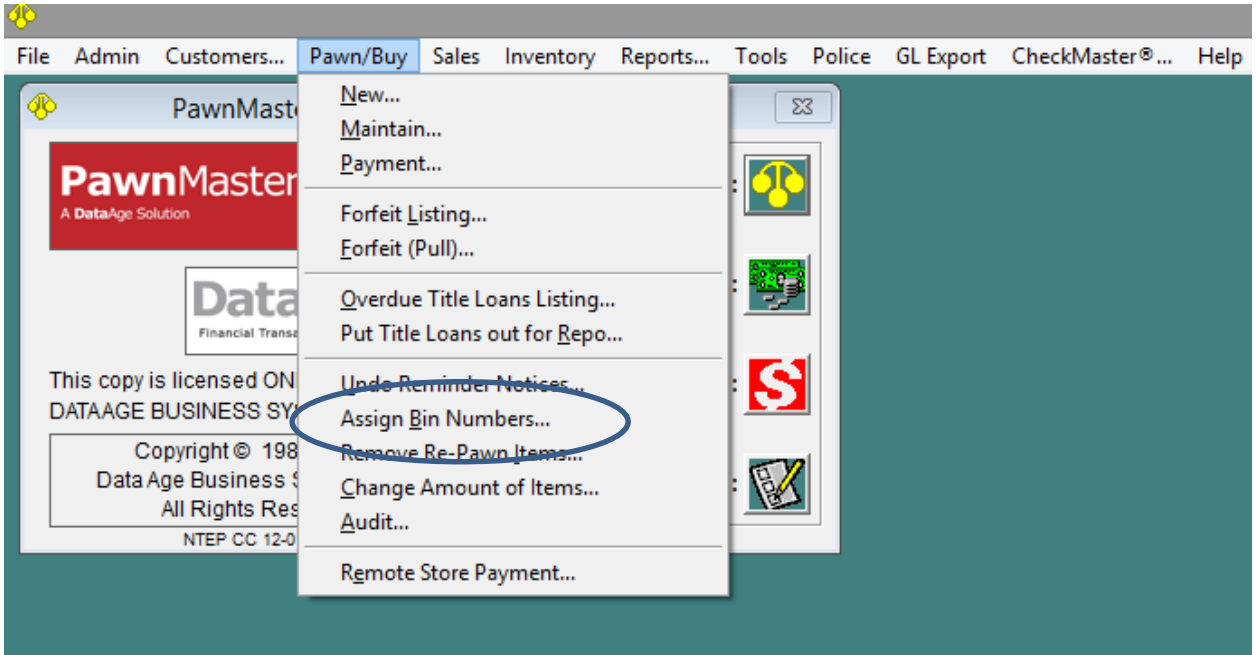 File Admin Customers... Pawn/Buy Sales Inventory Reports... Tools Police GL Export CheckMaster®... Help
PawnMaste
New...
Maintain...
Payment...
Forfeit Listing...
Forfeit (Pull)...
Overdue Title Loans Listing...
Put Title Loans out for Repo...
Undo Reminder Notices...
Assign Bin Numbers...
Remove Re-Pawn Items...
Change Amount of Items...
Audit...
Remote Store Payment...
PawnMaster
A DataAge Solution
Data
Financial Transa
This copy is licensed ONL
DATAAGE BUSINESS SY
Copyright © 198
Data Age Business S
All Rights Res
NTEP CC 12-0
:
:
: S
: